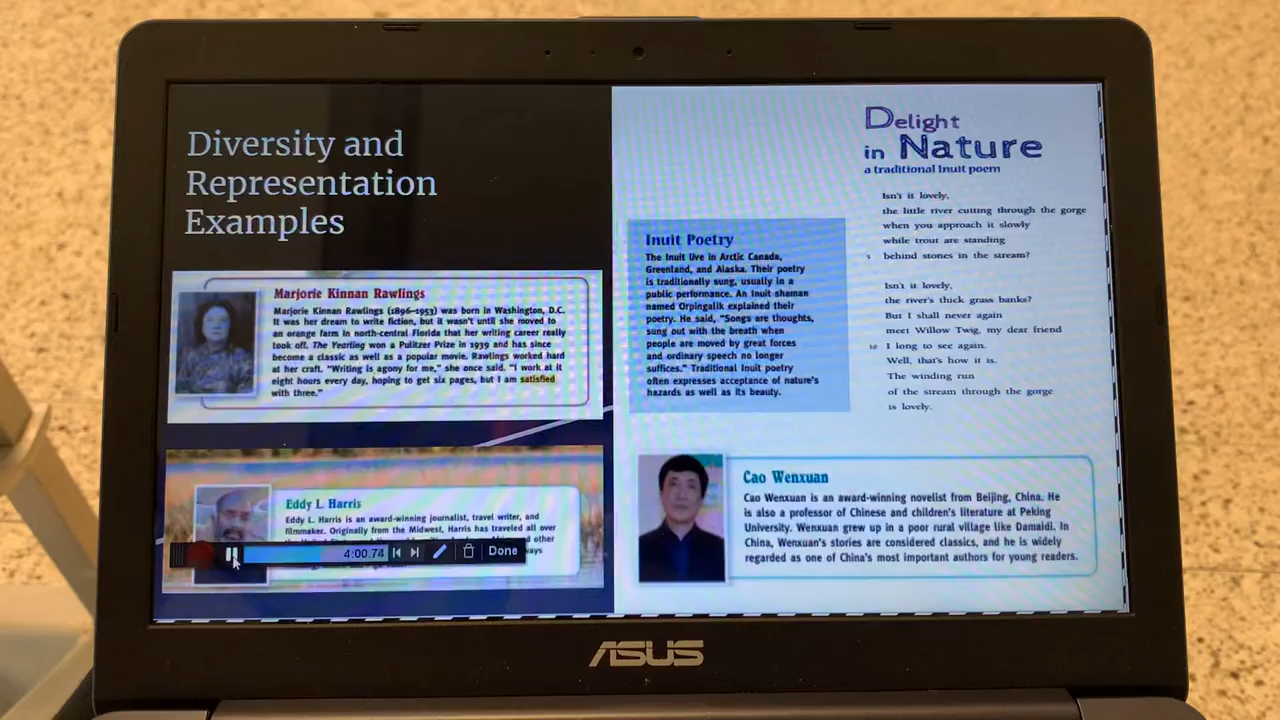 Diversity and
Representation
Examples
Marjorie Kinnan Rawlings
Marjorie Kinnan Rawlings (1896–1953) was born in Washington, D.C.
It was her dream to write fiction, but it wasn't until she moved to
an orange farm in north-central Florida that her writing career really
took off. The Yearling won a Pulitzer Prize in 1939 and has since
become a classic as well as a popular movie. Rawlings worked hard
at her craft. "Writing is agony for me," she once said. "I work at it
eight hours every day, hoping to get six pages, but I am satisfied
with three."
Eddy L. Harris
Eddy L. Harris is an award-winning journalist, travel writer, and
filmmaker. Originally from the Midwest, Harris has traveled all over
other
ways
4:00.74
Done
Delight
in Nature
a traditional Inuit poem
Isn't it lovely,
the little river cutting through the gorge
when you approach it slowly
while trout are standing
5 behind stones in the stream?
Isn't it lovely,
the river's thick grass banks?
But I shall never again
meet Willow Twig, my dear friend
10 I long to see again.
Well, that's how it is.
The winding run
of the stream through the gorge
is lovely.
Inuit Poetry
The Inuit live in Arctic Canada,
Greenland, and Alaska. Their poetry
is traditionally sung, usually in a
public performance. An Inuit shaman
named Orpingalik explained their
poetry. He said, "Songs are thoughts,
sung out with the breath when
people are moved by great forces
and ordinary speech no longer
suffices." Traditional Inuit poetry
often expresses acceptance of nature's
hazards as well as its beauty.
Cao Wenxuan
Cao Wenxuan is an award-winning novelist from Beijing, China. He
is also a professor of Chinese and children's literature at Peking
University. Wenxuan grew up in a poor rural village like Damaidi. In
China, Wenxuan's stories are considered classics, and he is widely
regarded as one of China's most important authors for young readers.
ASUS